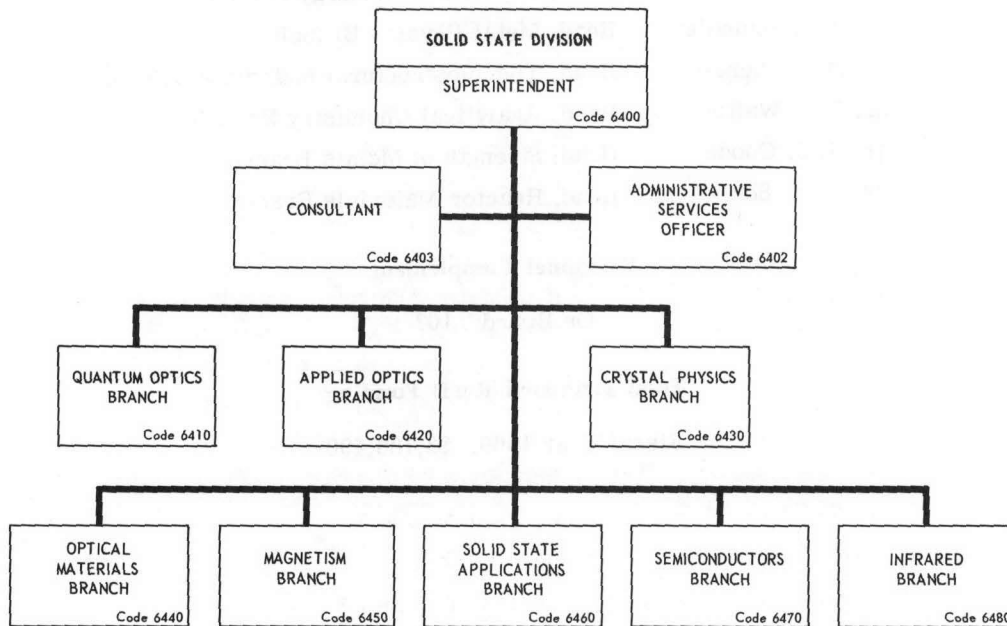 SOLID STATE DIVISION
SUPERINTENDENT
Code 6400
CONSULTANT
Code 6403
ADMINISTRATIVE
SERVICES
OFFICER
Code 6402
QUANTUM OPTICS
BRANCH
Code 6410
APPLIED OPTICS
BRANCH
Code 6420
CRYSTAL PHYSICS
BRANCH
Code 6430
OPTICAL
MATERIALS
BRANCH
Code 6440
MAGNETISM
BRANCH
Code 6450
SOLID STATE
APPLICATIONS
BRANCH
Code 6460
SEMICONDUCTORS
BRANCH
Code 6470
INFRARED
BRANCH
Code 6480